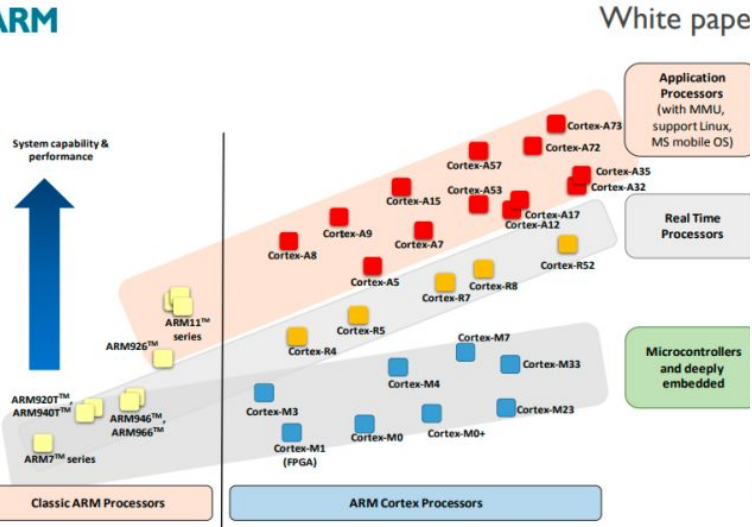 ARM
White pape
Application
Processors
(with MMU,
support Linux,
MS mobile OS)
System capability &
performance
Cortex-A73
Cortex-A72
Cortex-A57
Cortex-A35
Cortex-A32
Cortex-A53
Cortex-A15
Cortex-A17
Cortex-A12
Cortex-A9
Cortex-A7
Cortex-A8
Cortex-A5
Real Time
Processors
Cortex-R52
Cortex-R8
Cortex-R7
Cortex-R5
Cortex-R4
ARM11™
series
ARM926™
ARM920T™,
ARM940T™
ARM946™,
ARM966™
ARM7™ series
Cortex-M7
Cortex-M33
Cortex-M4
Cortex-M3
Cortex-M23
Cortex-M0+
Cortex-M0
Cortex-M1
(FPGA)
Microcontrollers
and deeply
embedded
Classic ARM Processors
ARM Cortex Processors